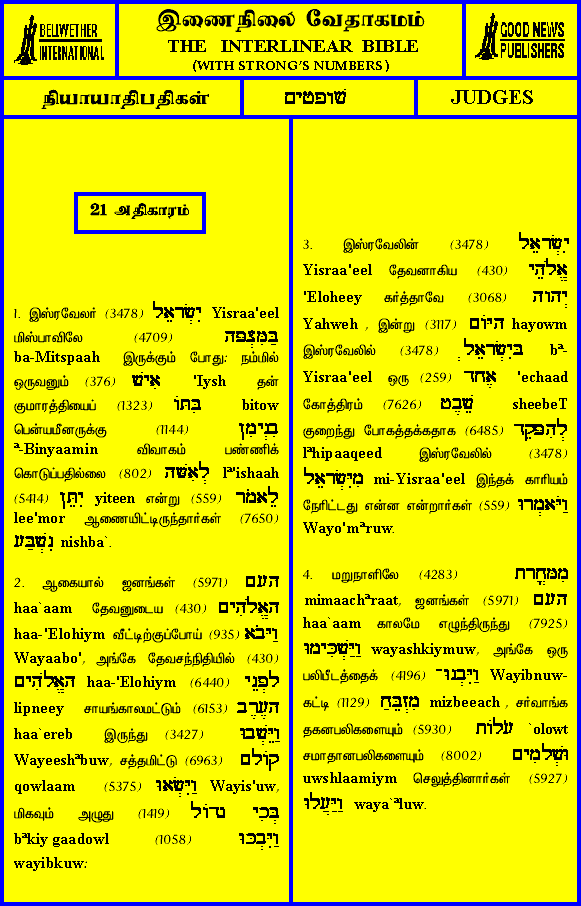 BELLWETHER
INTERNATIONAL
இணைநிலை வேதாகமம்
THE INTERLINEAR BIBLE
(WITH STRONG'S NUMBERS)
GOOD NEWS
PUBLISHERS
நியாயாதிபதிகள்
שופטים
JUDGES
21 அதிகாரம்
1. இஸ்ரவேலர் (3478) יִשְׂרָאֵל Yisraa'eel
மிஸ்பாவிலே (4709) בַּמִּצְפָּה
ba-Mitspaah இருக்கும் போது: நம்மில்
ஒருவனும் (376) אִישׁ 'Iysh தன்
குமாரத்தியைப் (1323) בִּתּוֹ bitow
பென்யமீனருக்கு (1144) בִנְיָמִן
ª-Binyaamin விவாகம் பண்ணிக்
கொடுப்பதில்லை (802) לְאִשָּׁה lª'ishaah
(5414) יִתֵּן yiteen என்று (559) לֵאמֹר
lee'mor ஆணையிட்டிருந்தார்கள் (7650)
נִשְׁבַּע nishba`.
2. ஆகையால் ஜனங்கள் (5971) הָעָם
haa`aam தேவனுடைய (430) הָאֱלֹהִים
haa-'Elohiym வீட்டிற்குப்போய் (935) וַיָּבֹא
Wayaabo', அங்கே தேவசந்நிதியில் (430)
הָאֱלֹהִים haa-'Elohiym (6440) לִפְנֵי
lipneey சாயங்காலமட்டும் (6153) הָעֶרֶב
haa`ereb இருந்து (3427) וַיֵּשְׁבוּ
Wayeeshªbuw, சத்தமிட்டு (6963) קוֹלָם
qowlaam (5375) וַיִּשְׂאוּ Wayis'uw,
மிகவும் அழுது (1419) בְּכִי גָדוֹל
bªkiy gaadowl (1058) וַיִּבְכּוּ
wayibkuw:
3. இஸ்ரவேலின் (3478) יִשְׂרָאֵל
Yisraa'eel தேவனாகிய (430) אֱלֹהֵי
'Eloheey கர்த்தாவே (3068) יהוה
Yahweh , இன்று (3117) הַיּוֹם hayowm
இஸ்ரவேலில் (3478) בְּיִשְׂרָאֵל bª-
Yisraa'eel ஒரு (259) אֶחָד 'echaad
கோத்திரம் (7626) שֵׁבֶט sheebeT
குறைந்து போகத்தக்கதாக (6485) לְהִפָּקֵד
lªhipaaqeed இஸ்ரவேலில் (3478)
מִיִּשְׂרָאֵל mi-Yisraa'eel இந்தக் காரியம்
நேரிட்டது என்ன என்றார்கள் (559) וַיֹּאמְרוּ
Wayo'mªruw.
4. மறுநாளிலே (4283) מִמָּחֳרָת
mimaachªraat, ஜனங்கள் (5971) הָעָם
haa`aam காலமே எழுந்திருந்து (7925)
וַיַּשְׁכִּימוּ wayashkiymuw, அங்கே ஒரு
பலிபீடத்தைக் (4196) וַיִּבְנוּ־ Wayibnuw-
கட்டி (1129) מִזְבֵּחַ mizbeeach , சர்வாங்க
தகனபலிகளையும் (5930) עֹלוֹת `olowt
சமாதானபலிகளையும் (8002) וּשְׁלָמִים
uwshlaamiym செலுத்தினார்கள் (5927)
וַיַּעֲלוּ waya`ªluw.